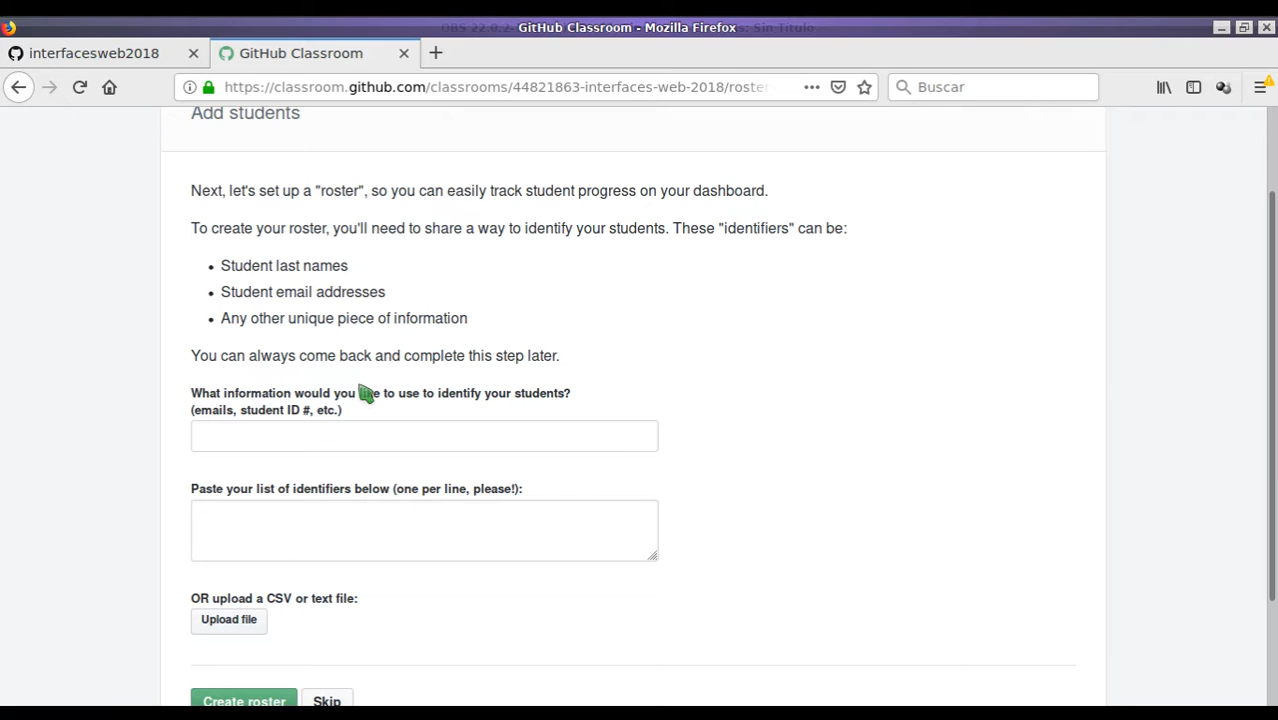 GitHub Classroom - Mozilla Firefox
interfacesweb2018
GitHub Classroom
https://classroom.github.com/classrooms/44821863-interfaces-web-2018/roster
Buscar
Add students
Next, let's set up a "roster", so you can easily track student progress on your dashboard.
To create your roster, you'll need to share a way to identify your students. These "identifiers" can be:
• Student last names
• Student email addresses
• Any other unique piece of information
You can always come back and complete this step later.
What information would you like to use to identify your students?
(emails, student ID #, etc.)
Paste your list of identifiers below (one per line, please!):
OR upload a CSV or text file:
Upload file
Create roster
Skip